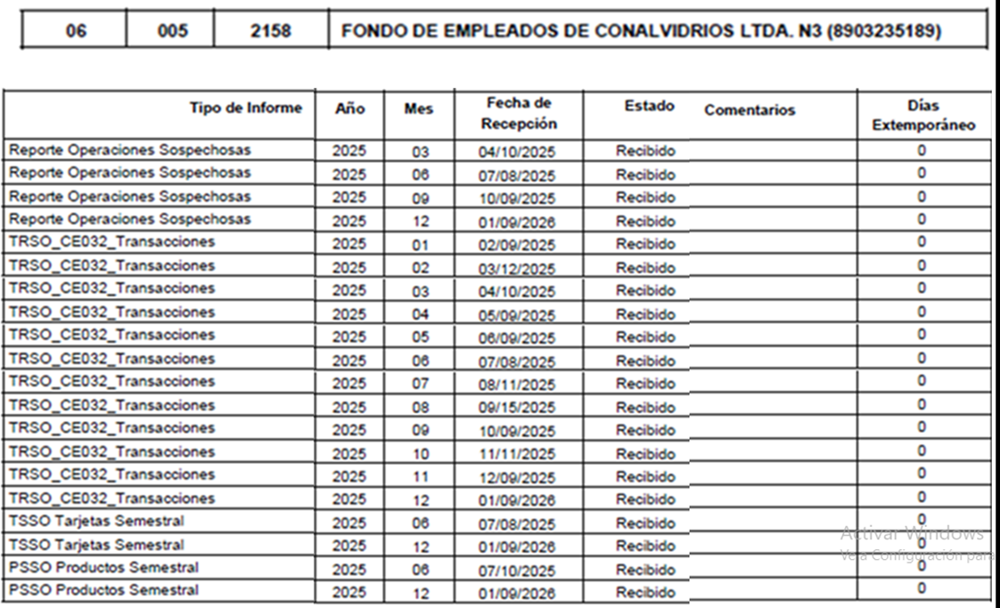 06 005 2158 FONDO DE EMPLEADOS DE CONALVIDRIOS LTDA. N3 (8903235189)
Tipo de Informe Año Mes Fecha de Recepción Estado Comentarios Días Extemporáneo
Reporte Operaciones Sospechosas 2025 03 04/10/2025 Recibido 0
Reporte Operaciones Sospechosas 2025 06 07/08/2025 Recibido 0
Reporte Operaciones Sospechosas 2025 09 10/09/2025 Recibido 0
Reporte Operaciones Sospechosas 2025 12 01/09/2026 Recibido 0
TRSO_CE032_Transacciones 2025 01 02/09/2025 Recibido 0
TRSO_CE032_Transacciones 2025 02 03/12/2025 Recibido 0
TRSO_CE032_Transacciones 2025 03 04/10/2025 Recibido 0
TRSO_CE032_Transacciones 2025 04 05/09/2025 Recibido 0
TRSO_CE032_Transacciones 2025 05 06/09/2025 Recibido 0
TRSO_CE032_Transacciones 2025 06 07/08/2025 Recibido 0
TRSO_CE032_Transacciones 2025 07 08/11/2025 Recibido 0
TRSO_CE032_Transacciones 2025 08 09/15/2025 Recibido 0
TRSO_CE032_Transacciones 2025 09 10/09/2025 Recibido 0
TRSO_CE032_Transacciones 2025 10 11/11/2025 Recibido 0
TRSO_CE032_Transacciones 2025 11 12/09/2025 Recibido 0
TRSO_CE032_Transacciones 2025 12 01/09/2026 Recibido 0
TSSO Tarjetas Semestral 2025 06 07/08/2025 Recibido 0
TSSO Tarjetas Semestral 2025 12 01/09/2026 Recibido 0
PSSO Productos Semestral 2025 06 07/10/2025 Recibido 0
PSSO Productos Semestral 2025 12 01/09/2026 Recibido 0
Activar Windows
Ve a Configuración para